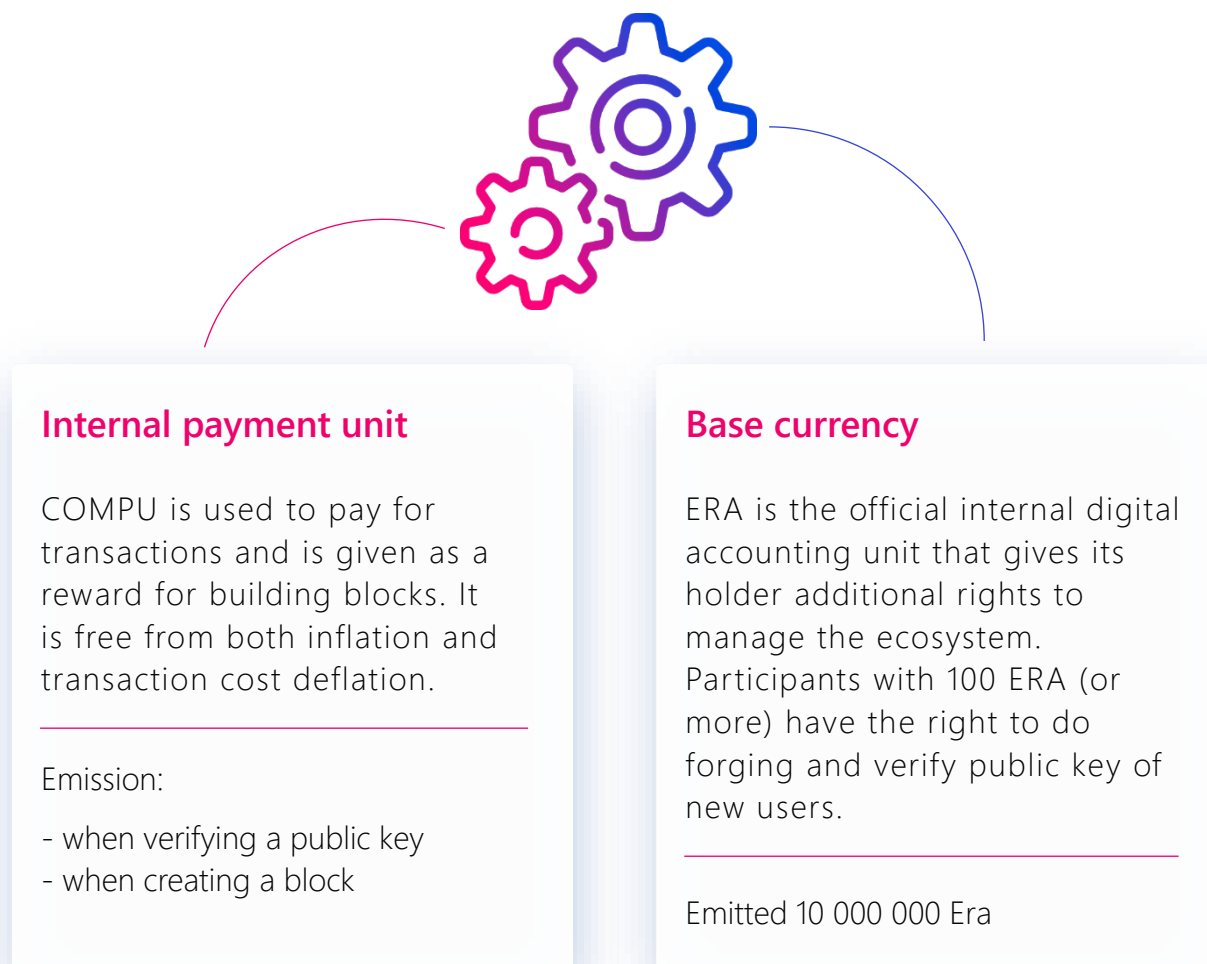 Internal payment unit
COMPU is used to pay for
transactions and is given as a
reward for building blocks. It
is free from both inflation and
transaction cost deflation.
Emission:
- when verifying a public key
- when creating a block
Base currency
ERA is the official internal digital
accounting unit that gives its
holder additional rights to
manage the ecosystem.
Participants with 100 ERA (or
more) have the right to do
forging and verify public key of
new users.
Emitted 10 000 000 Era